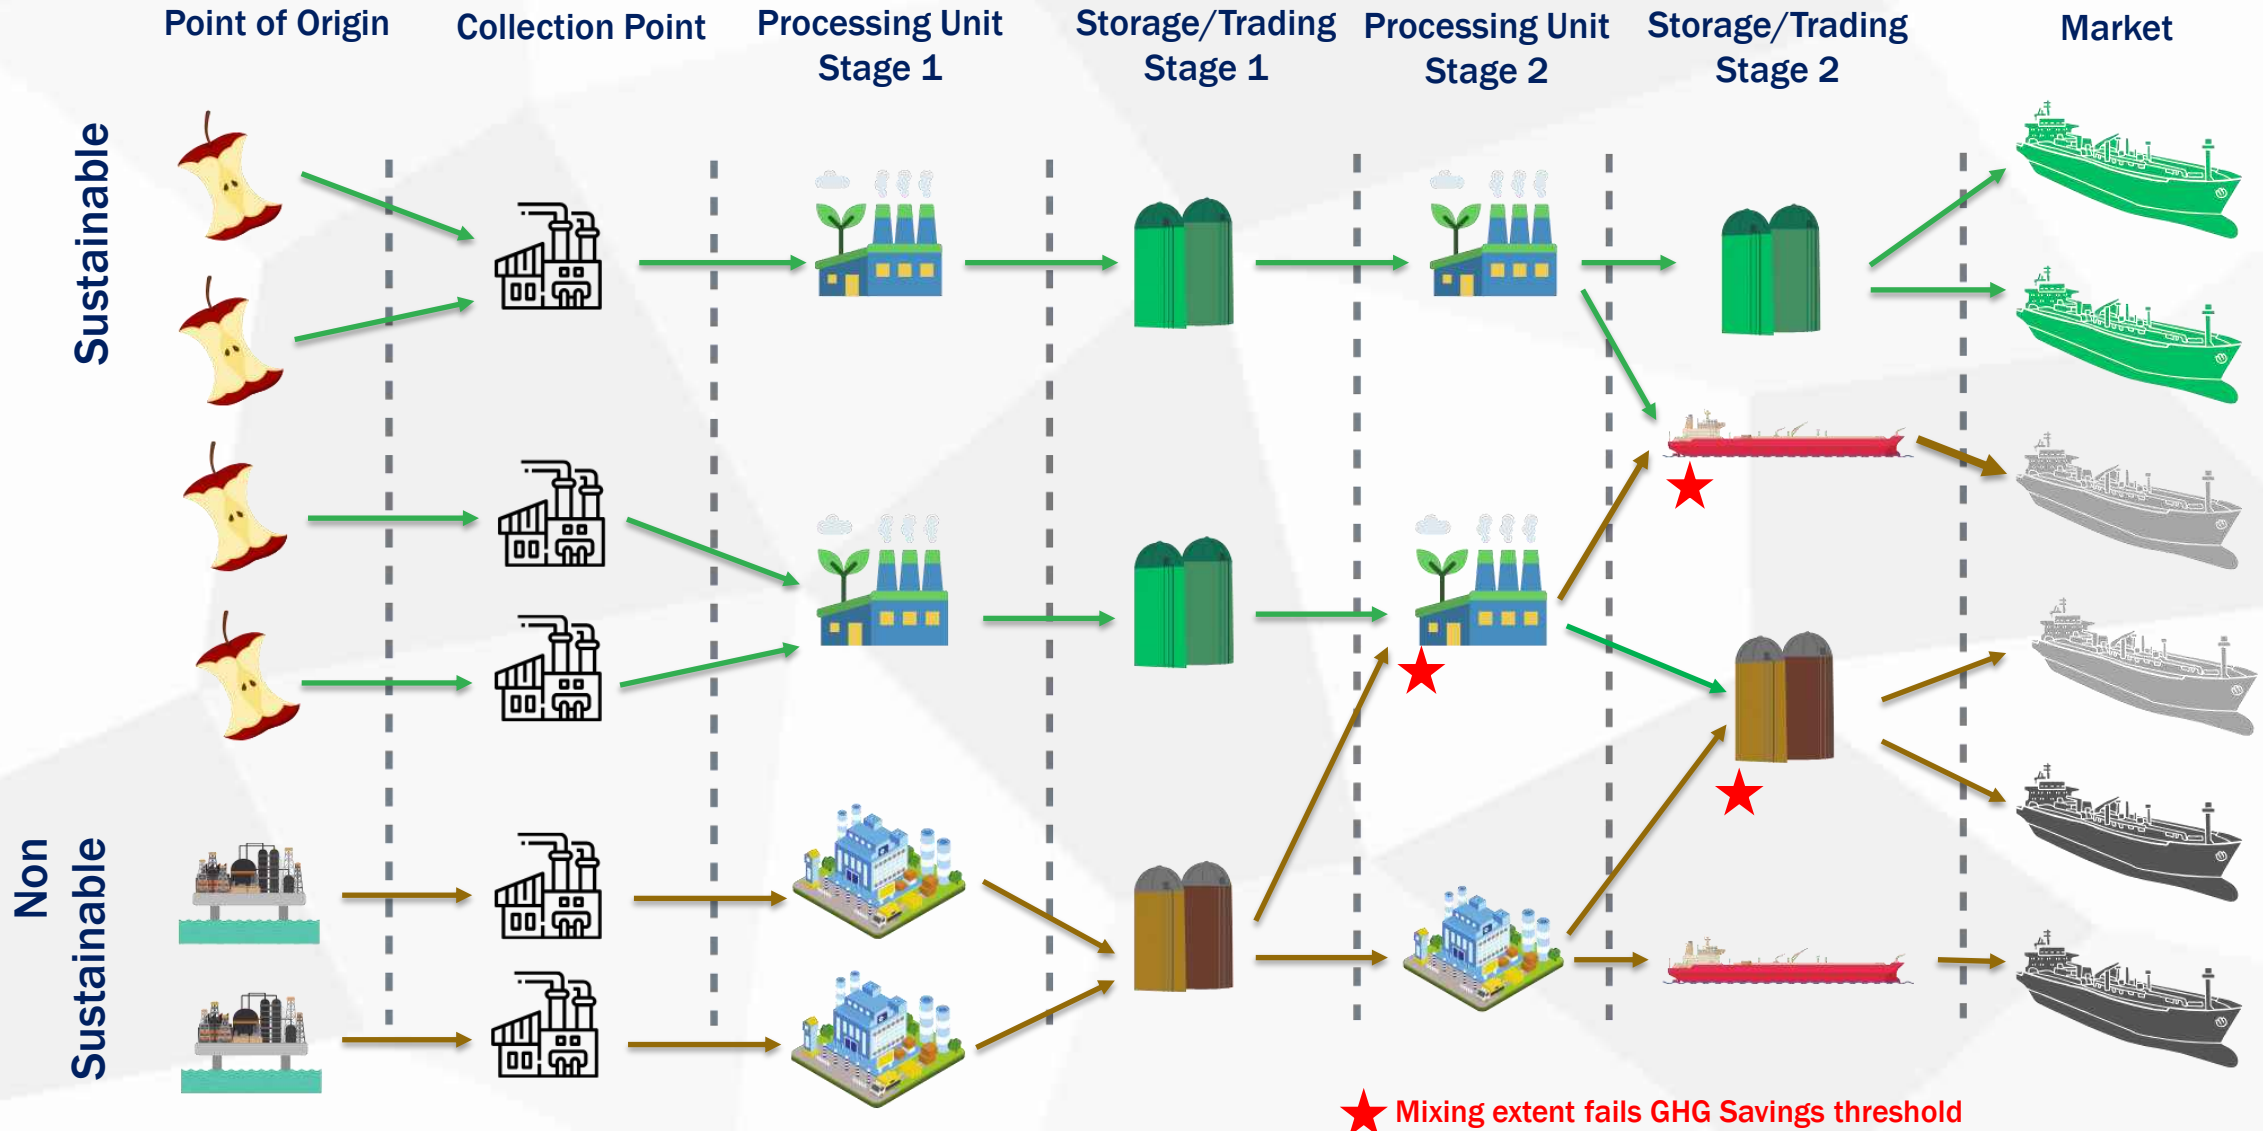 Point of Origin
Collection Point
Processing Unit
Stage 1
Storage/Trading
Stage 1
Processing Unit
Stage 2
Storage/Trading
Stage 2
Market
Sustainable
Non
Sustainable
Mixing extent fails GHG Savings threshold